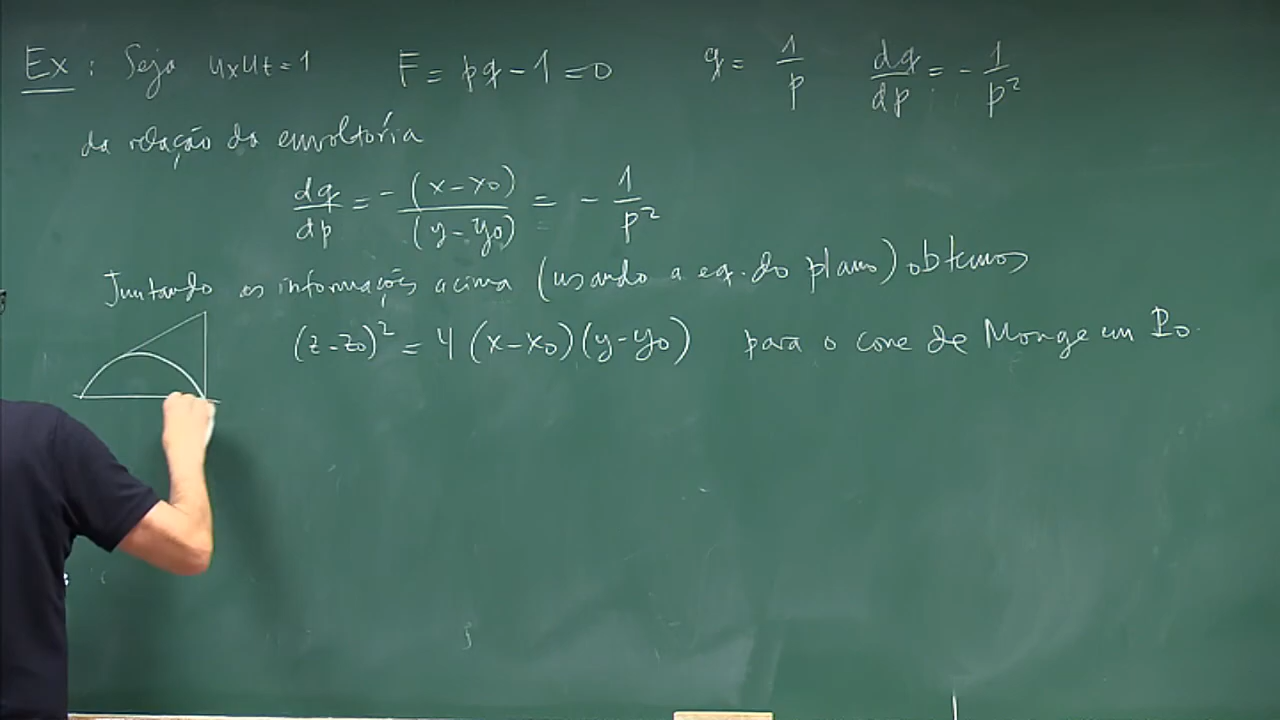 Ex: Seja uₓuₜ=1 F = pq - 1 = 0 q = 1/p dq/dp = - 1/p²
da relação da envoltória
dq/dp = - (x-x₀)/(y-y₀) = - 1/p²
Juntando as informações acima (usando a eq. do plano) obtemos
(z-z₀)² = 4 (x-x₀)(y-y₀) para o cone de Monge em P₀.